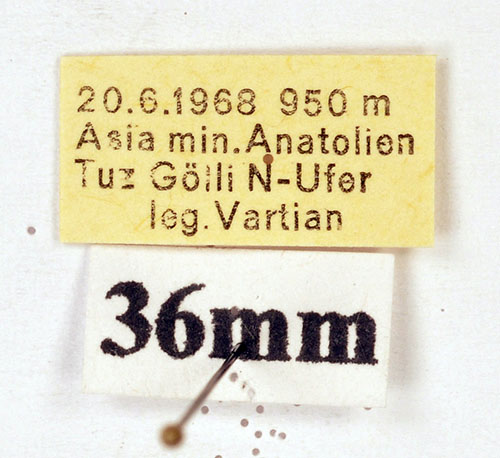 20.6.1968 950 m
Asia min.Anatolien
Tuz Gölli N-Ufer
leg.Vartian
36mm